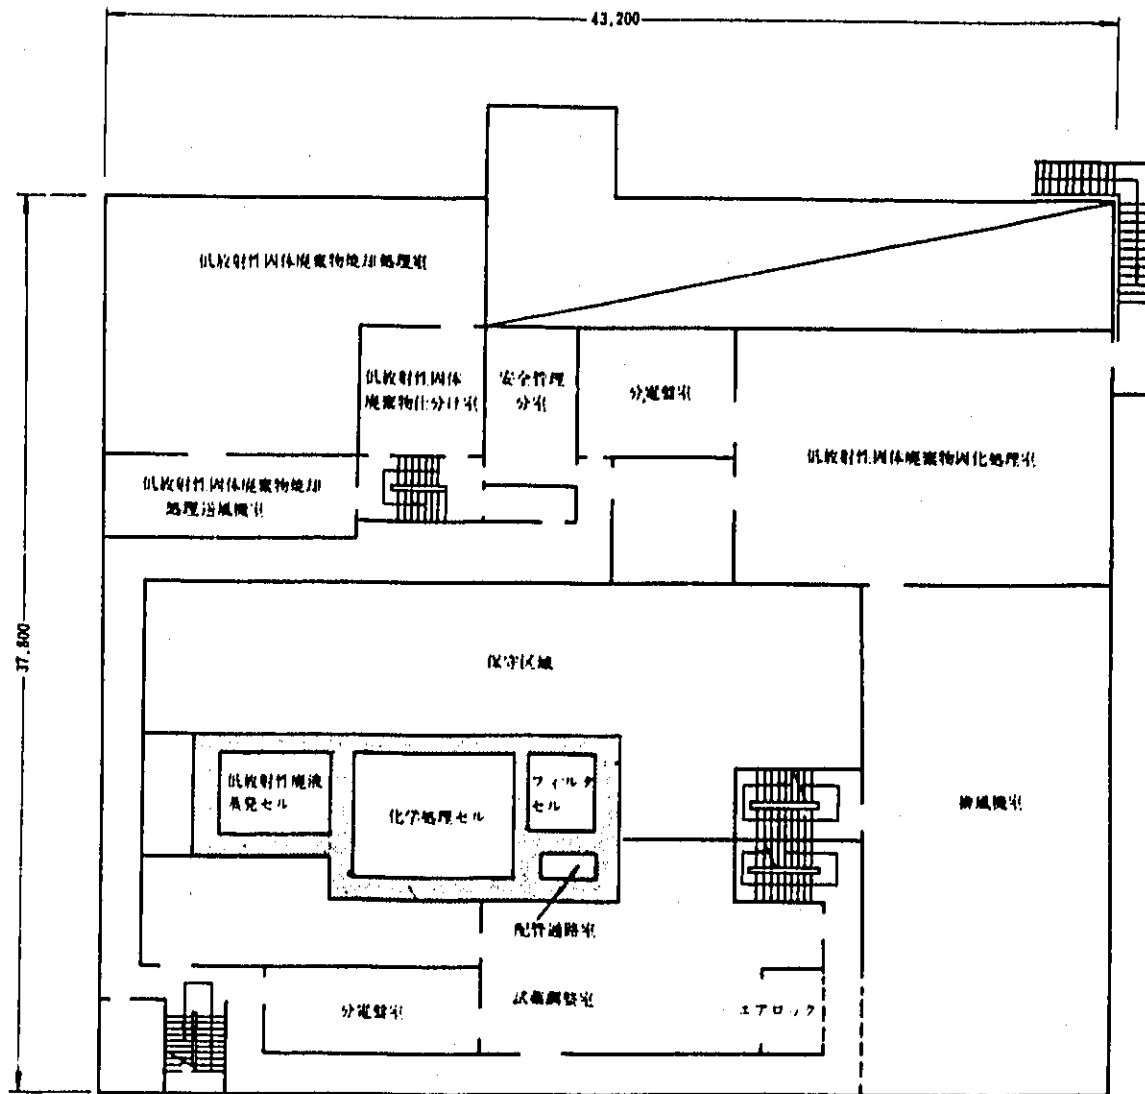 43,200
低放射性固体廃棄物焼却処理室
低放射性固体
廃棄物仕分け室
安全管理
分室
分電盤室
低放射性固体廃棄物固化処理室
低放射性固体廃棄物焼却
処理送風機室
37,800
保守区域
低放射性廃液
蒸発セル
化学処理セル
フィルタ
セル
排風機室
配管通路室
分電盤室
試薬調整室
エアロック